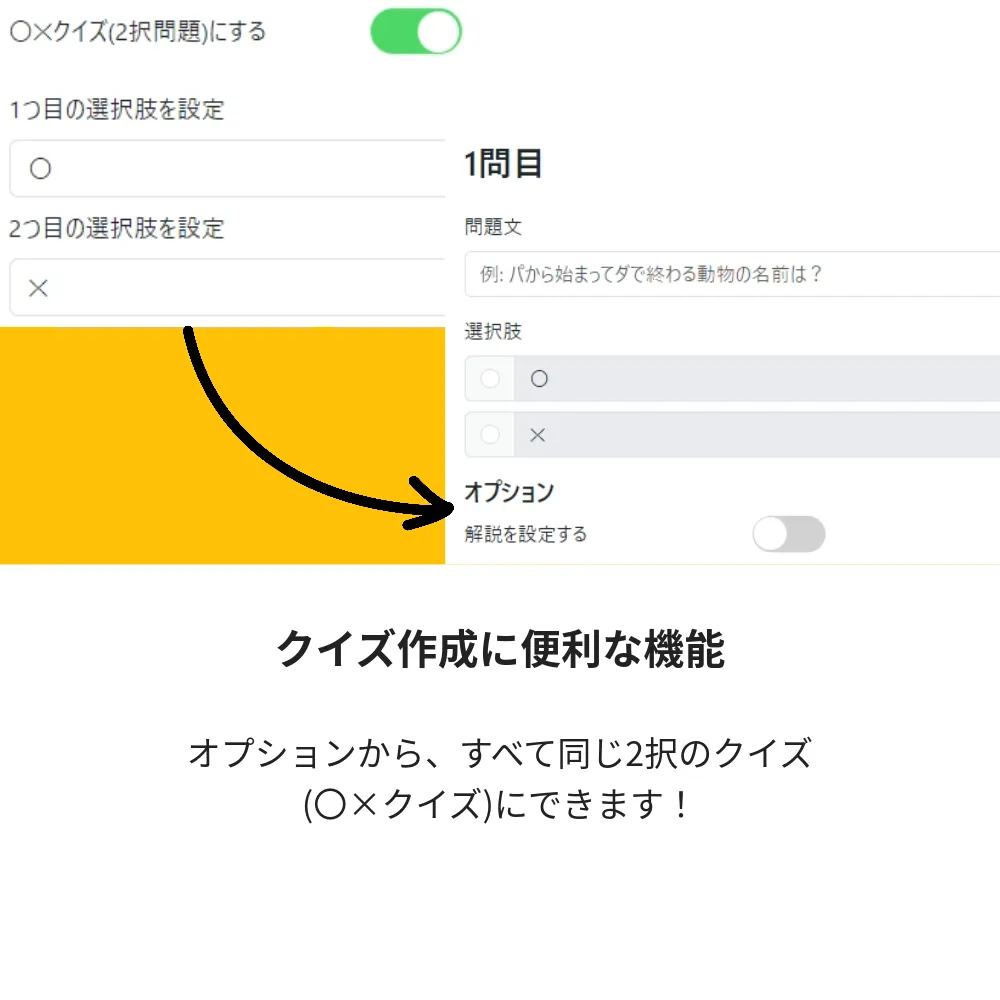 〇×クイズ(2択問題)にする
1つ目の選択肢を設定
〇
2つ目の選択肢を設定
×
1問目
問題文
例: パから始まってダで終わる動物の名前は？
選択肢
〇
×
オプション
解説を設定する
クイズ作成に便利な機能
オプションから、すべて同じ2択のクイズ
(〇×クイズ)にできます！